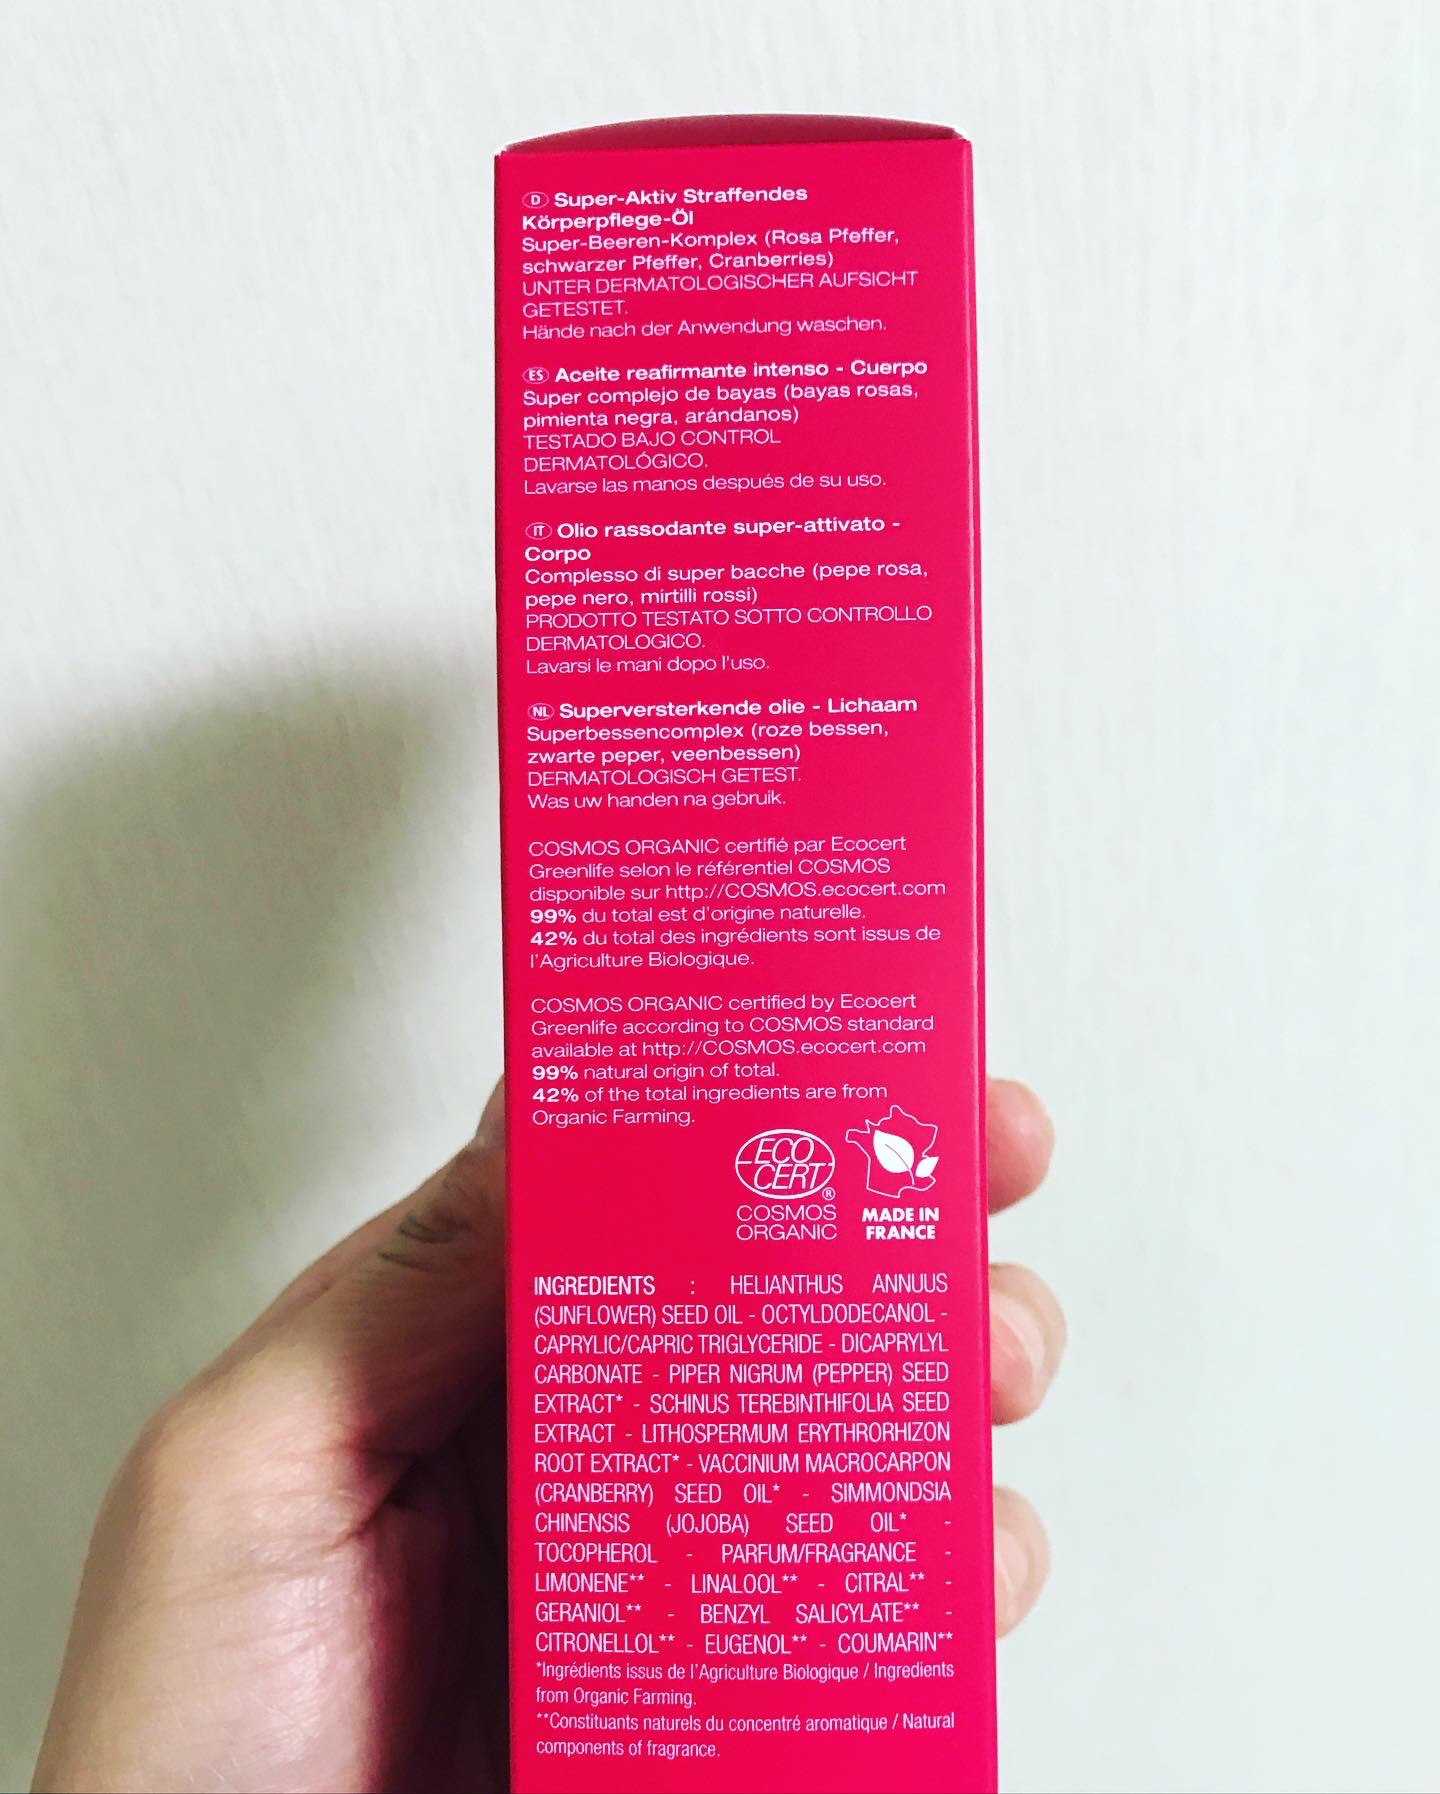 D Super-Aktiv Straffendes
Körperpflege-Öl
Super-Beeren-Komplex (Rosa Pfeffer,
schwarzer Pfeffer, Cranberries)
UNTER DERMATOLOGISCHER AUFSICHT
GETESTET.
Hände nach der Anwendung waschen.
ES Aceite reafirmante intenso - Cuerpo
Super complejo de bayas (bayas rosas,
pimienta negra, arándanos)
TESTADO BAJO CONTROL
DERMATOLÓGICO.
Lavarse las manos después de su uso.
IT Olio rassodante super-attivato -
Corpo
Complesso di super bacche (pepe rosa,
pepe nero, mirtilli rossi)
PRODOTTO TESTATO SOTTO CONTROLLO
DERMATOLOGICO.
Lavarsi le mani dopo l'uso.
NL Superversterkende olie - Lichaam
Superbessencomplex (roze bessen,
zwarte peper, veenbessen)
DERMATOLOGISCH GETEST.
Was uw handen na gebruik.
COSMOS ORGANIC certifié par Ecocert
Greenlife selon le référentiel COSMOS
disponible sur http://COSMOS.ecocert.com
99% du total est d'origine naturelle.
42% du total des ingrédients sont issus de
l'Agriculture Biologique.
COSMOS ORGANIC certified by Ecocert
Greenlife according to COSMOS standard
available at http://COSMOS.ecocert.com
99% natural origin of total.
42% of the total ingredients are from
Organic Farming.
ECO
CERT®
COSMOS
ORGANIC
MADE IN
FRANCE
INGREDIENTS : HELIANTHUS ANNUUS
(SUNFLOWER) SEED OIL - OCTYLDODECANOL -
CAPRYLIC/CAPRIC TRIGLYCERIDE - DICAPRYLYL
CARBONATE - PIPER NIGRUM (PEPPER) SEED
EXTRACT* - SCHINUS TEREBINTHIFOLIA SEED
EXTRACT - LITHOSPERMUM ERYTHRORHIZON
ROOT EXTRACT* - VACCINIUM MACROCARPON
(CRANBERRY) SEED OIL* - SIMMONDSIA
CHINENSIS (JOJOBA) SEED OIL* -
TOCOPHEROL - PARFUM/FRAGRANCE -
LIMONENE** - LINALOOL** - CITRAL** -
GERANIOL** - BENZYL SALICYLATE** -
CITRONELLOL** - EUGENOL** - COUMARIN**
*Ingrédients issus de l'Agriculture Biologique / Ingredients
from Organic Farming.
**Constituants naturels du concentré aromatique / Natural
components of fragrance.